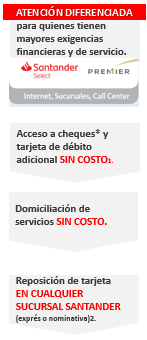 ATENCIÓN DIFERENCIADA
para quienes tienen
mayores exigencias
financieras y de servicio.
Santander PREMIER
Select
Internet, Sucursales, Call Center
Acceso a cheques* y
tarjeta de débito
adicional SIN COSTO1.
Domiciliación de
servicios SIN COSTO.
Reposición de tarjeta
EN CUALQUIER
SUCURSAL SANTANDER
(exprés o nominativa)2.